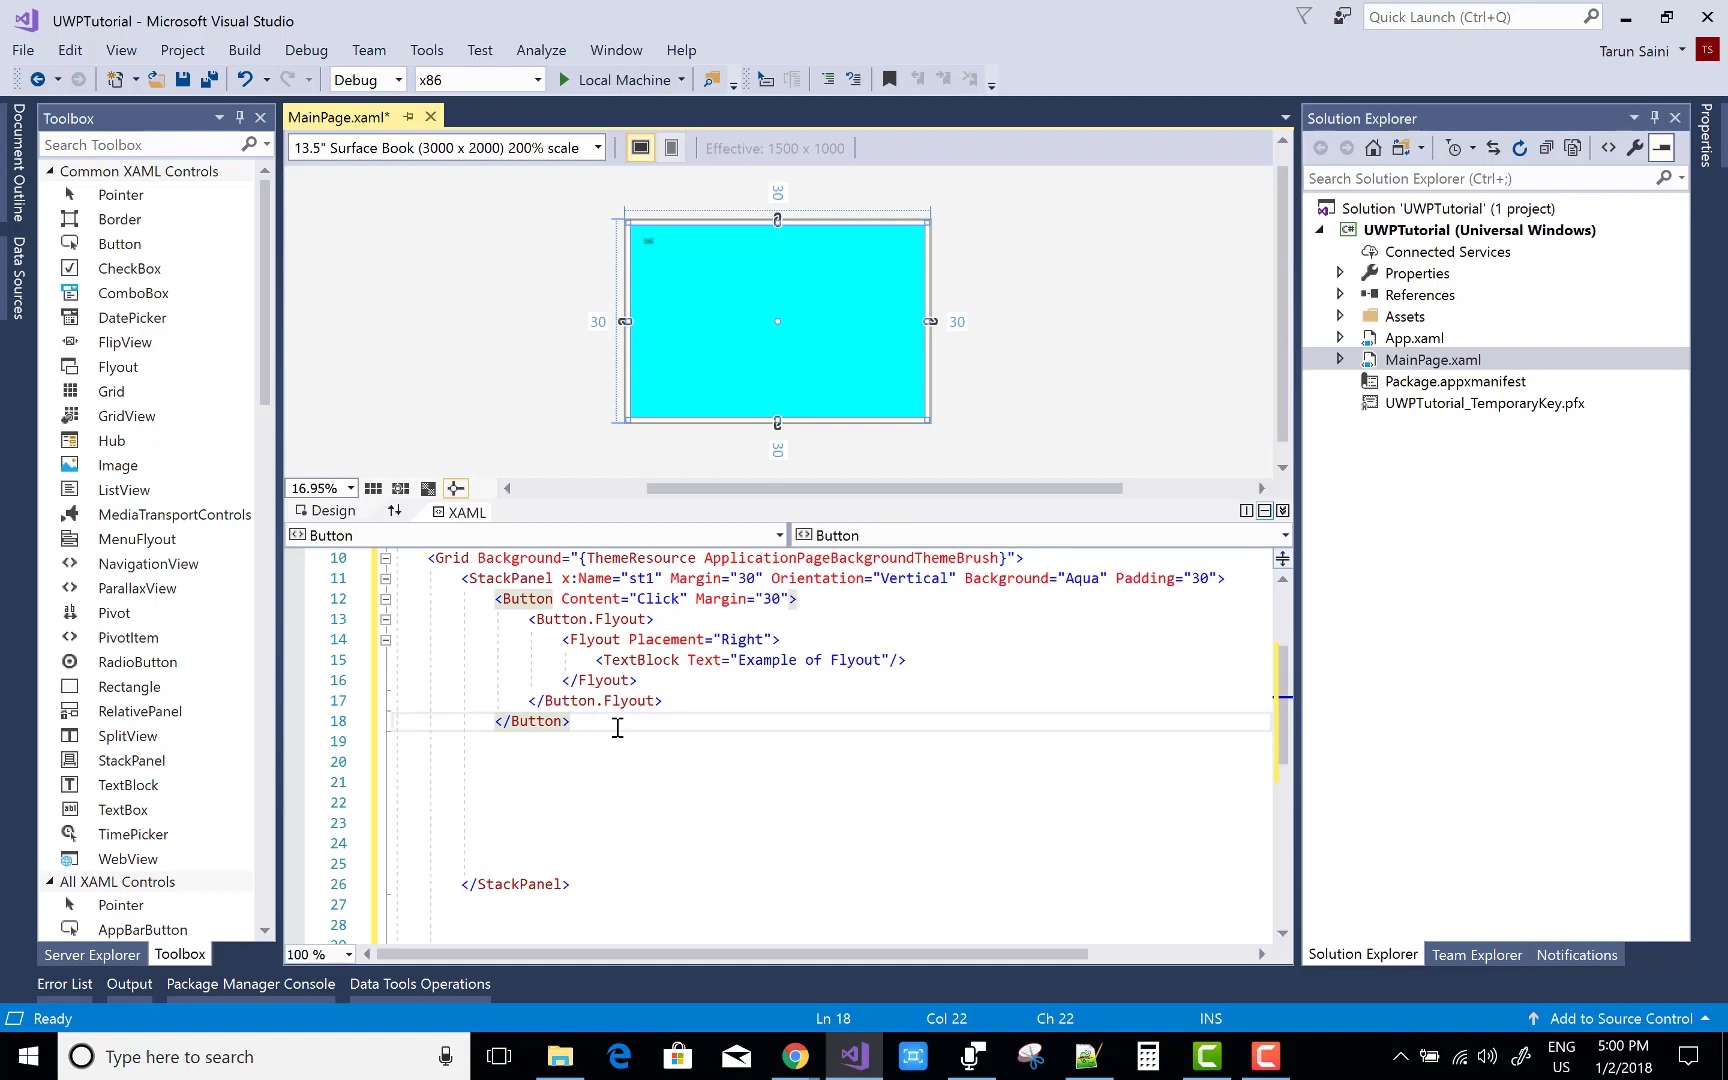 UWPTutorial - Microsoft Visual Studio
Quick Launch (Ctrl+Q)
File Edit View Project Build Debug Team Tools Test Analyze Window Help
Tarun Saini TS
Debug x86 Local Machine
Document Outline
Data Sources
Toolbox
Search Toolbox
Common XAML Controls
Pointer
Border
Button
CheckBox
ComboBox
DatePicker
FlipView
Flyout
Grid
GridView
Hub
Image
ListView
MediaTransportControls
MenuFlyout
NavigationView
ParallaxView
Pivot
PivotItem
RadioButton
Rectangle
RelativePanel
SplitView
StackPanel
TextBlock
TextBox
TimePicker
WebView
All XAML Controls
Pointer
AppBarButton
Server Explorer Toolbox
MainPage.xaml*
13.5" Surface Book (3000 x 2000) 200% scale
Effective: 1500 x 1000
30
30
30
30
16.95%
Design XAML
Button Button
10 <Grid Background="{ThemeResource ApplicationPageBackgroundThemeBrush}">
11 <StackPanel x:Name="st1" Margin="30" Orientation="Vertical" Background="Aqua" Padding="30">
12 <Button Content="Click" Margin="30">
13 <Button.Flyout>
14 <Flyout Placement="Right">
15 <TextBlock Text="Example of Flyout"/>
16 </Flyout>
17 </Button.Flyout>
18 </Button>
19
20
21
22
23
24
25
26 </StackPanel>
27
28
100 %
Solution Explorer
Search Solution Explorer (Ctrl+;)
Solution 'UWPTutorial' (1 project)
UWPTutorial (Universal Windows)
Connected Services
Properties
References
Assets
App.xaml
MainPage.xaml
Package.appxmanifest
UWPTutorial_TemporaryKey.pfx
Solution Explorer Team Explorer Notifications
Properties
Error List Output Package Manager Console Data Tools Operations
Ready Ln 18 Col 22 Ch 22 INS Add to Source Control
Type here to search
ENG
US
5:00 PM
1/2/2018